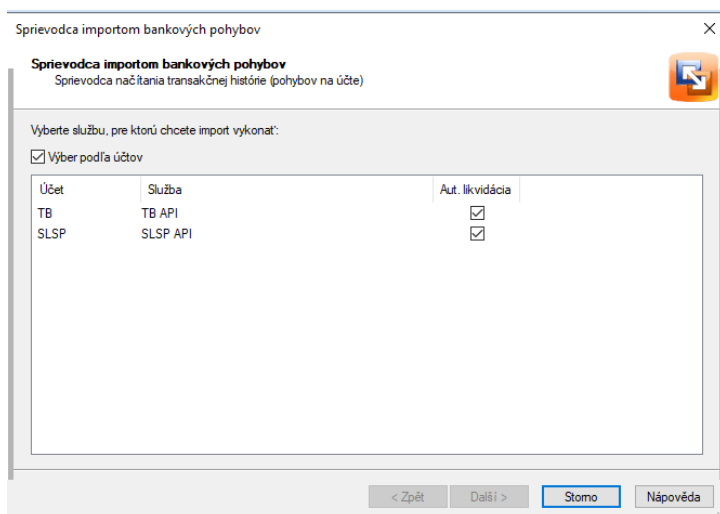 Sprievodca importom bankových pohybov
Sprievodca importom bankových pohybov
Sprievodca načítania transakčnej histórie (pohybov na účte)
Vyberte službu, pre ktorú chcete import vykonať:
Výber podľa účtov
Účet Služba Aut. likvidácia
TB TB API
SLSP SLSP API
< Zpět Další > Storno Nápověda